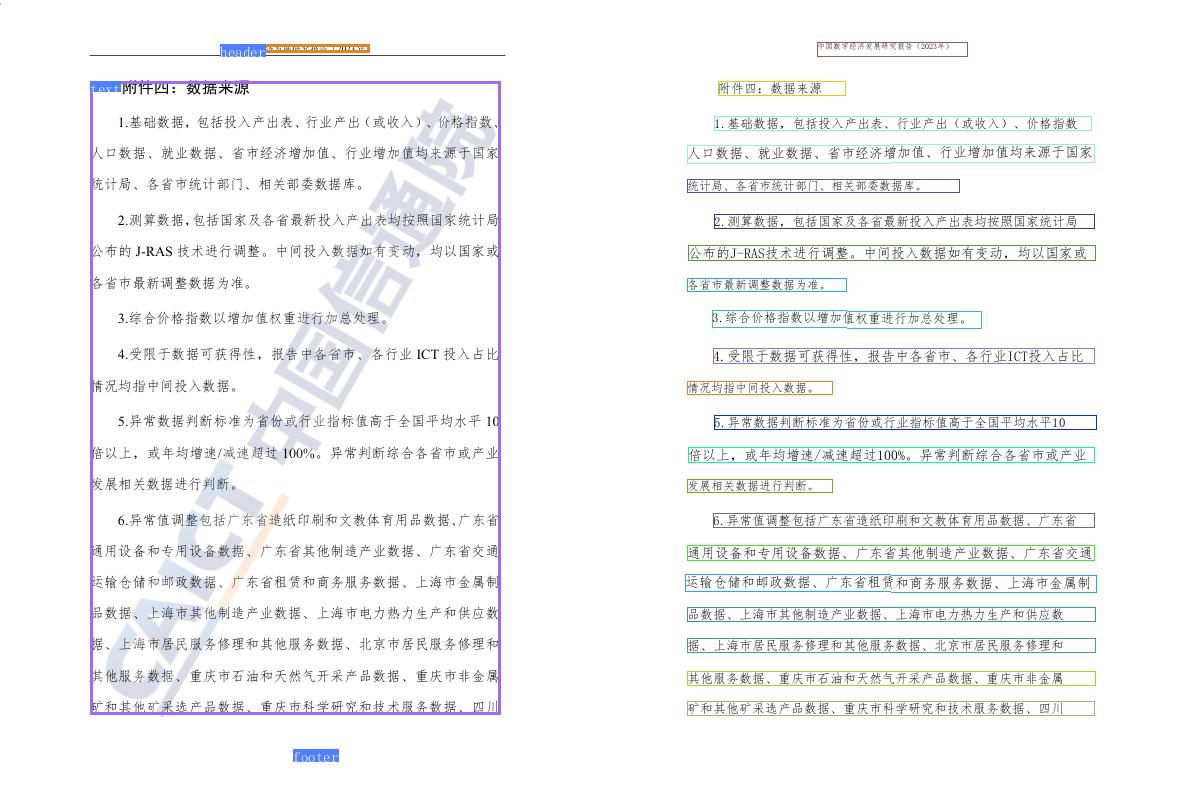 header
text附件四：数据来源
1.基础数据，包括投入产出表、行业产出（或收入）、价格指数、
人口数据、就业数据、省市经济增加值、行业增加值均来源于国家
统计局、各省市统计部门、相关部委数据库。
2.测算数据，包括国家及各省最新投入产出表均按照国家统计局
公布的 J-RAS 技术进行调整。中间投入数据如有变动，均以国家或
各省市最新调整数据为准。
3.综合价格指数以增加值权重进行加总处理。
4.受限于数据可获得性，报告中各省市、各行业 ICT 投入占比
情况均指中间投入数据。
5.异常数据判断标准为省份或行业指标值高于全国平均水平 10
倍以上，或年均增速/减速超过 100%。异常判断综合各省市或产业
发展相关数据进行判断。
6.异常值调整包括广东省造纸印刷和文教体育用品数据、广东省
通用设备和专用设备数据、广东省其他制造产业数据、广东省交通
运输仓储和邮政数据、广东省租赁和商务服务数据、上海市金属制
品数据、上海市其他制造产业数据、上海市电力热力生产和供应数
据、上海市居民服务修理和其他服务数据、北京市居民服务修理和
其他服务数据、重庆市石油和天然气开采产品数据、重庆市非金属
矿和其他矿采选产品数据、重庆市科学研究和技术服务数据、四川
footer
CAICT 中国信通院
中国数字经济发展研究报告（2023年）
附件四：数据来源
1.基础数据，包括投入产出表、行业产出（或收入）、价格指数
人口数据、就业数据、省市经济增加值、行业增加值均来源于国家
统计局、各省市统计部门、相关部委数据库。
2.测算数据，包括国家及各省最新投入产出表均按照国家统计局
公布的J-RAS技术进行调整。中间投入数据如有变动，均以国家或
各省市最新调整数据为准。
3.综合价格指数以增加值权重进行加总处理。
4.受限于数据可获得性，报告中各省市、各行业ICT投入占比
情况均指中间投入数据。
5.异常数据判断标准为省份或行业指标值高于全国平均水平10
倍以上，或年均增速/减速超过100%。异常判断综合各省市或产业
发展相关数据进行判断。
6.异常值调整包括广东省造纸印刷和文教体育用品数据、广东省
通用设备和专用设备数据、广东省其他制造产业数据、广东省交通
运输仓储和邮政数据、广东省租赁和商务服务数据、上海市金属制
品数据、上海市其他制造产业数据、上海市电力热力生产和供应数
据、上海市居民服务修理和其他服务数据、北京市居民服务修理和
其他服务数据、重庆市石油和天然气开采产品数据、重庆市非金属
矿和其他矿采选产品数据、重庆市科学研究和技术服务数据、四川